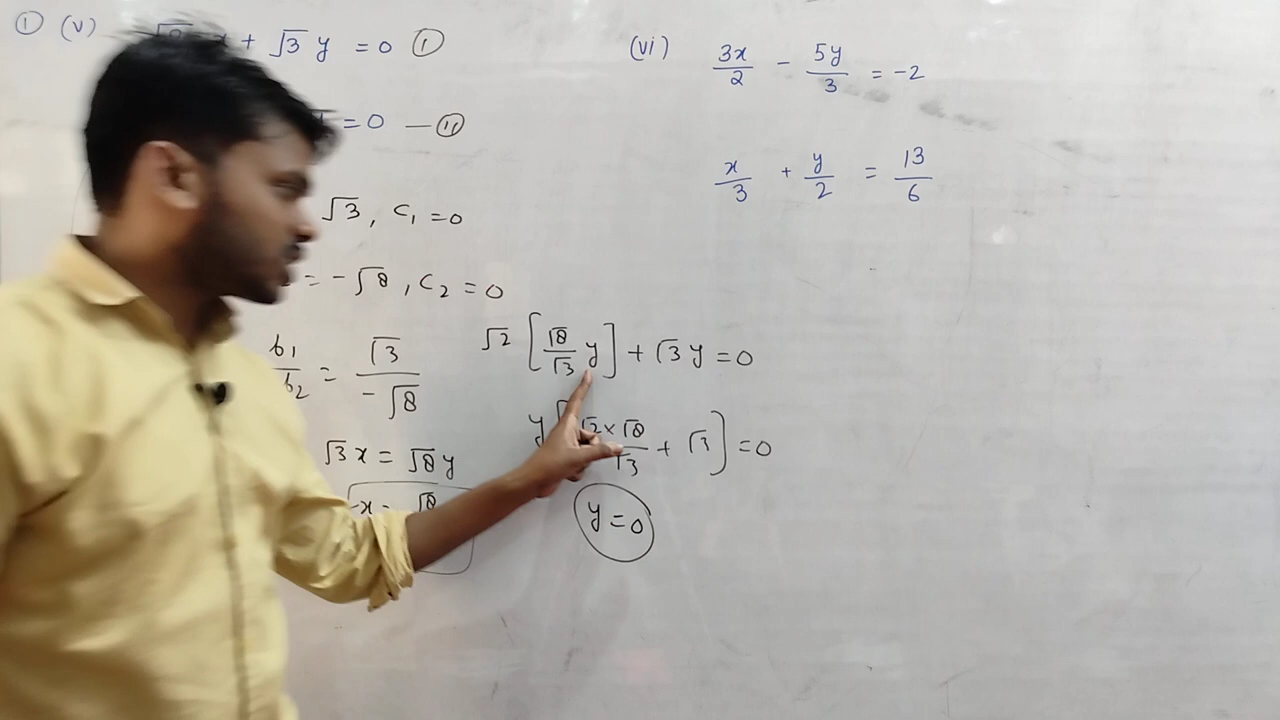 ① (v) x + √3 y = 0 ①
= 0 — ⑪
√3 , c₁ = 0
= -√8 , c₂ = 0
b₁/b₂ = √3/-√8
√3 x = √8 y
x = √8
√2 [√8/√3 y] + √3 y = 0
y[√2 × √8/√3 + √3] = 0
y = 0
(vi) 3x/2 - 5y/3 = -2
x/3 + y/2 = 13/6